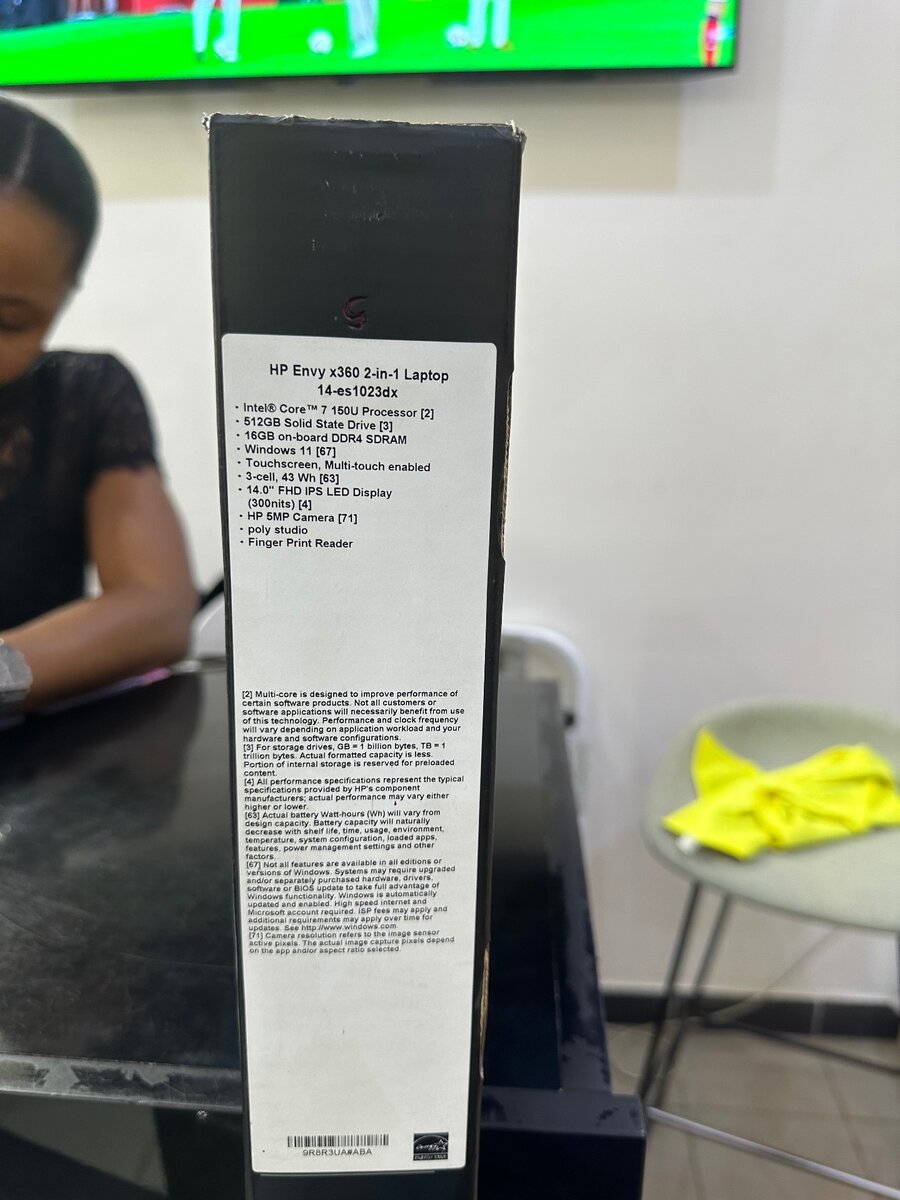 HP Envy x360 2-in-1 Laptop
14-es1023dx
• Intel® Core™ 7 150U Processor [2]
• 512GB Solid State Drive [3]
• 16GB on-board DDR4 SDRAM
• Windows 11 [67]
• Touchscreen, Multi-touch enabled
• 3-cell, 43 Wh [63]
• 14.0" FHD IPS LED Display
(300nits) [4]
• HP 5MP Camera [71]
• poly studio
• Finger Print Reader
[2] Multi-core is designed to improve performance of
certain software products. Not all customers or
software applications will necessarily benefit from use
of this technology. Performance and clock frequency
will vary depending on application workload and your
hardware and software configurations.
[3] For storage drives, GB = 1 billion bytes, TB = 1
trillion bytes. Actual formatted capacity is less.
Portion of internal storage is reserved for preloaded
content.
[4] All performance specifications represent the typical
specifications provided by HP's component
manufacturers; actual performance may vary either
higher or lower.
[63] Actual battery Watt-hours (Wh) will vary from
design capacity. Battery capacity will naturally
decrease with shelf life, time, usage, environment,
temperature, system configuration, loaded apps,
features, power management settings and other
factors.
[67] Not all features are available in all editions or
versions of Windows. Systems may require upgraded
and/or separately purchased hardware, drivers,
software or BIOS update to take full advantage of
Windows functionality. Windows is automatically
updated and enabled. High speed internet and
Microsoft account required. ISP fees may apply and
additional requirements may apply over time for
updates. See http://www.windows.com.
[71] Camera resolution refers to the image sensor
active pixels. The actual image capture pixels depend
on the app and/or aspect ratio selected.
9R8R3UA#ABA
ENERGY STAR